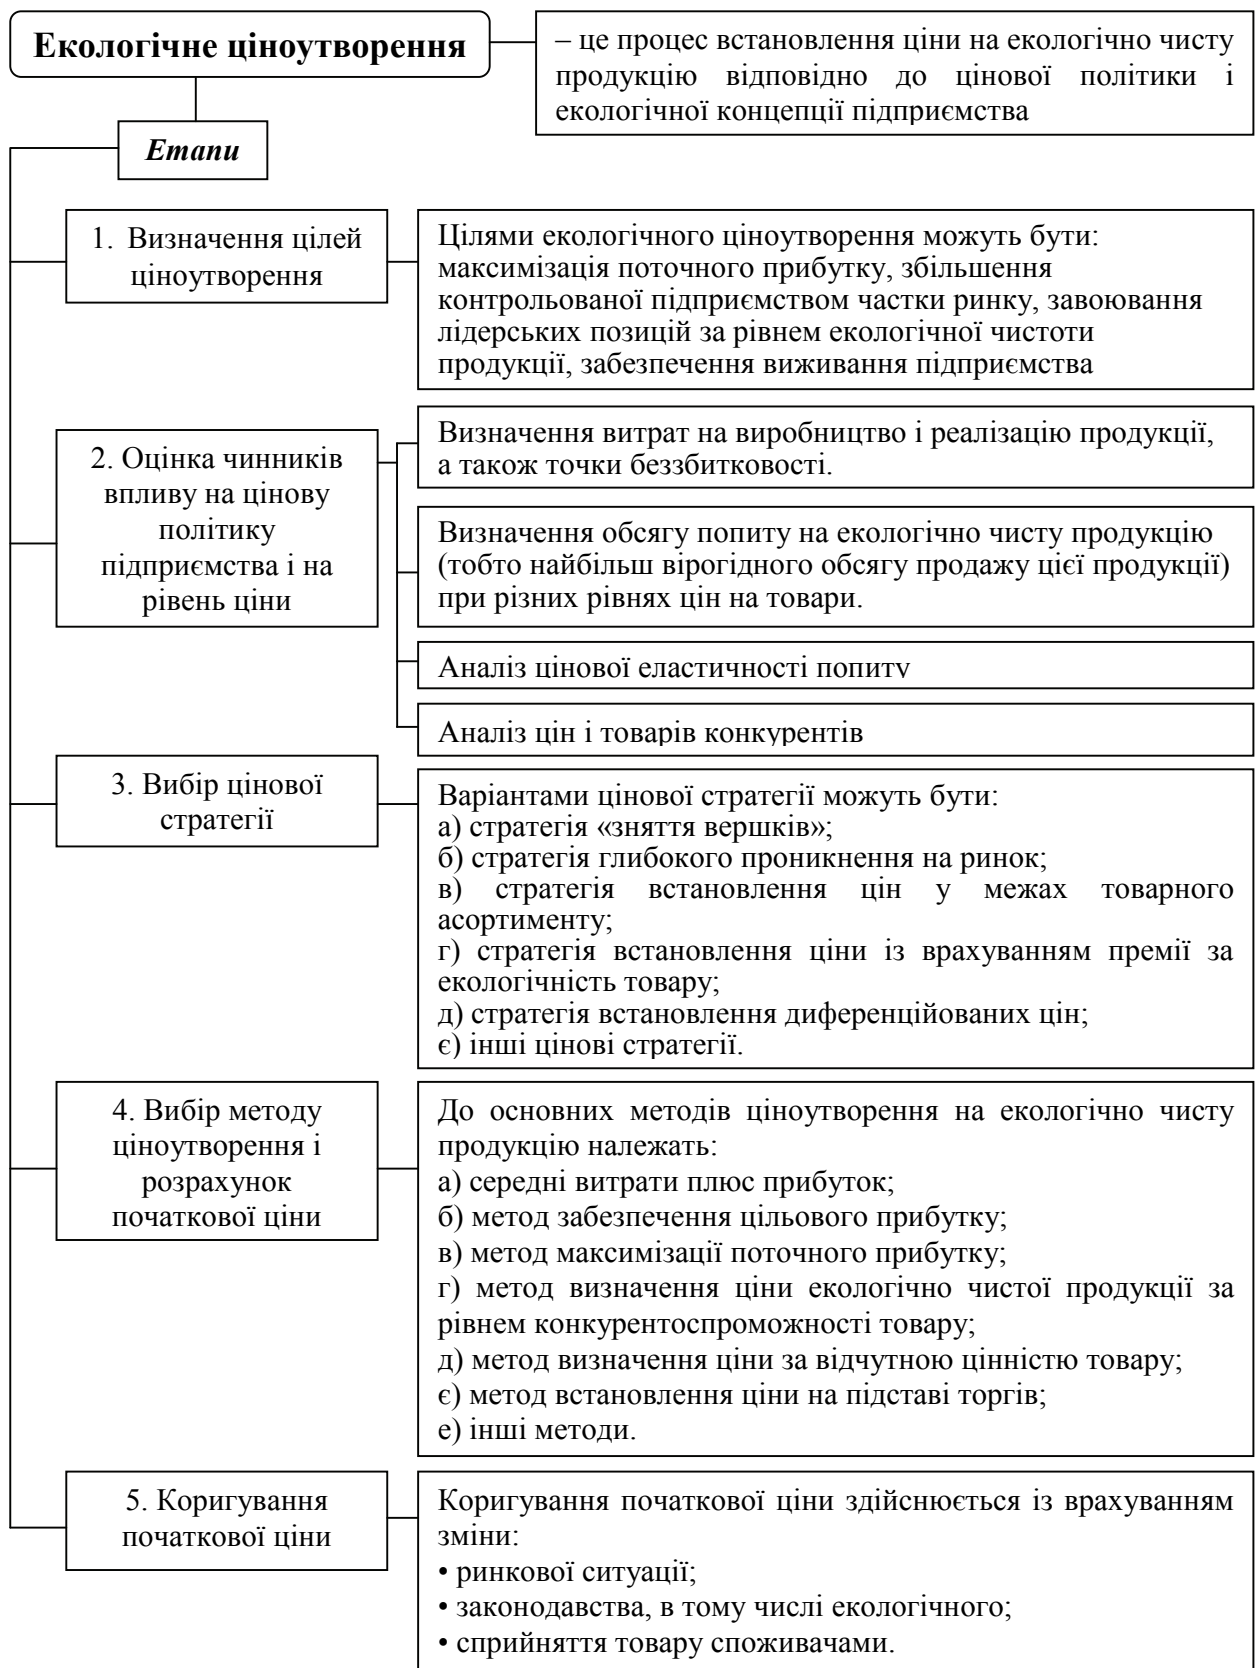 Екологічне ціноутворення
– це процес встановлення ціни на екологічно чисту
продукцію відповідно до цінової політики і
екологічної концепції підприємства
Етапи
1. Визначення цілей
ціноутворення
Цілями екологічного ціноутворення можуть бути:
максимізація поточного прибутку, збільшення
контрольованої підприємством частки ринку, завоювання
лідерських позицій за рівнем екологічної чистоти
продукції, забезпечення виживання підприємства
2. Оцінка чинників
впливу на цінову
політику
підприємства і на
рівень ціни
Визначення витрат на виробництво і реалізацію продукції,
а також точки беззбитковості.
Визначення обсягу попиту на екологічно чисту продукцію
(тобто найбільш вірогідного обсягу продажу цієї продукції)
при різних рівнях цін на товари.
Аналіз цінової еластичності попиту
Аналіз цін і товарів конкурентів
3. Вибір цінової
стратегії
Варіантами цінової стратегії можуть бути:
а) стратегія «зняття вершків»;
б) стратегія глибокого проникнення на ринок;
в) стратегія встановлення цін у межах товарного
асортименту;
г) стратегія встановлення ціни із врахуванням премії за
екологічність товару;
д) стратегія встановлення диференційованих цін;
є) інші цінові стратегії.
4. Вибір методу
ціноутворення і
розрахунок
початкової ціни
До основних методів ціноутворення на екологічно чисту
продукцію належать:
а) середні витрати плюс прибуток;
б) метод забезпечення цільового прибутку;
в) метод максимізації поточного прибутку;
г) метод визначення ціни екологічно чистої продукції за
рівнем конкурентоспроможності товару;
д) метод визначення ціни за відчутною цінністю товару;
є) метод встановлення ціни на підставі торгів;
е) інші методи.
5. Коригування
початкової ціни
Коригування початкової ціни здійснюється із врахуванням
зміни:
• ринкової ситуації;
• законодавства, в тому числі екологічного;
• сприйняття товару споживачами.